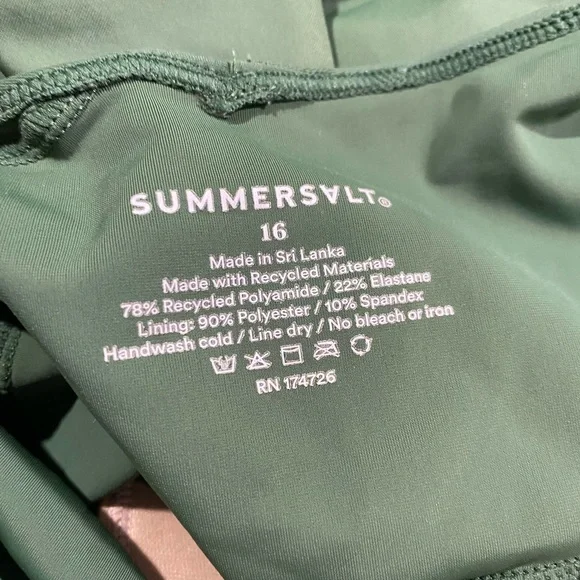 SUMMERSALT®
16
Made in Sri Lanka
Made with Recycled Materials
78% Recycled Polyamide / 22% Elastane
Lining: 90% Polyester / 10% Spandex
Handwash cold / Line dry / No bleach or iron
RN 174726